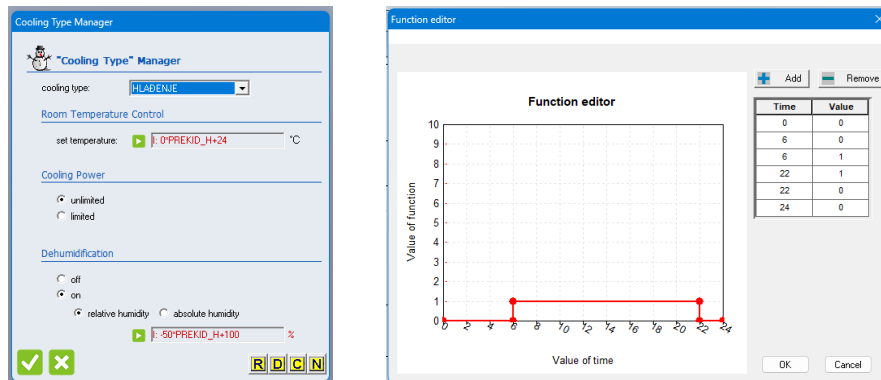 Cooling Type Manager
"Cooling Type" Manager
cooling type: HLAĐENJE
Room Temperature Control
set temperature: I: 0*PREKID_H+24 °C
Cooling Power
unlimited
limited
Dehumidification
off
on
relative humidity absolute humidity
I: -50*PREKID_H+100 %
R D C N
Function editor
Add Remove
Function editor
Time Value
0 0
6 0
6 1
22 1
22 0
24 0
Value of function
10
9
8
7
6
5
4
3
2
1
0
0 2 4 6 8 10 12 14 16 18 20 22 24
Value of time
OK Cancel